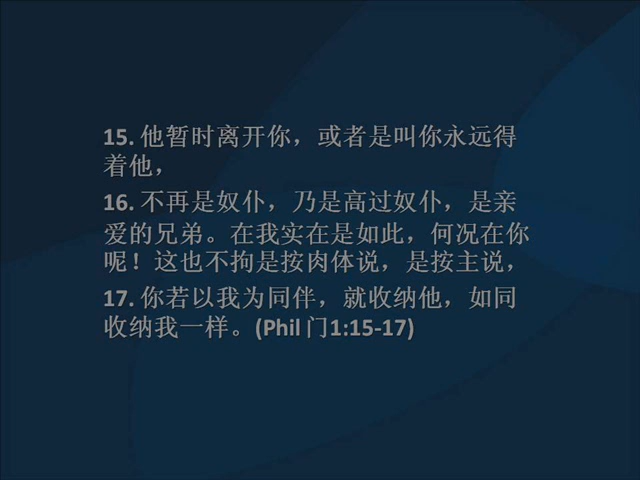 15. 他暂时离开你，或者是叫你永远得
着他，
16. 不再是奴仆，乃是高过奴仆，是亲
爱的兄弟。在我实在是如此，何况在你
呢！这也不拘是按肉体说，是按主说，
17. 你若以我为同伴，就收纳他，如同
收纳我一样。(Phil 门1:15-17)